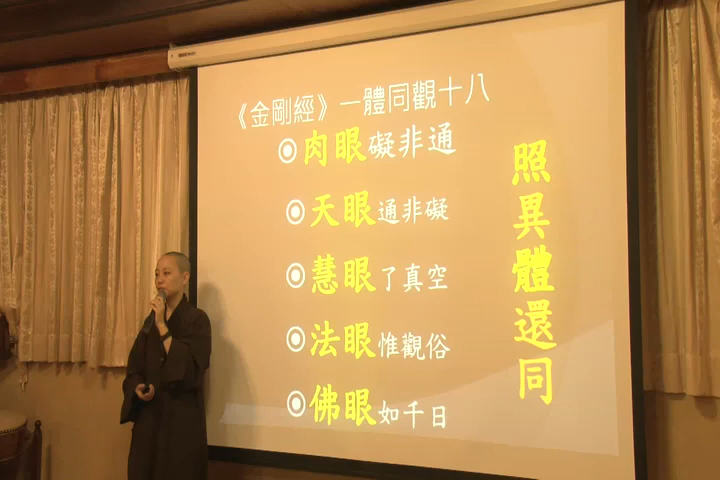 《金剛經》一體同觀十八
◉肉眼礙非通
◉天眼通非礙
◉慧眼了真空
◉法眼惟觀俗
◉佛眼如千日
照異體還同